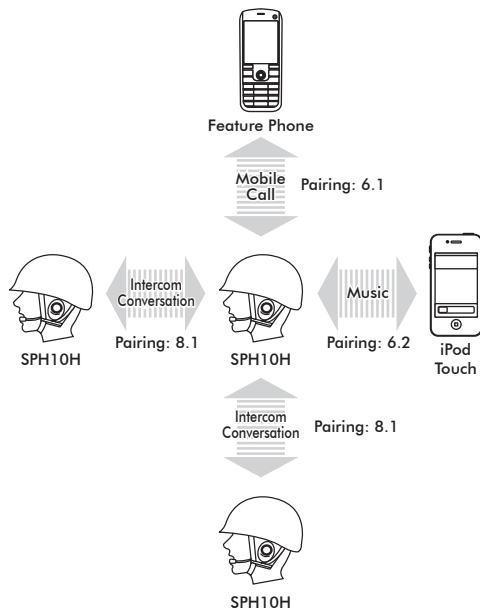 Feature Phone
Mobile
Call
Pairing: 6.1
Intercom
Conversation
Music
Pairing: 8.1
Pairing: 6.2
SPH10H
SPH10H
iPod
Touch
Intercom
Conversation
Pairing: 8.1
SPH10H